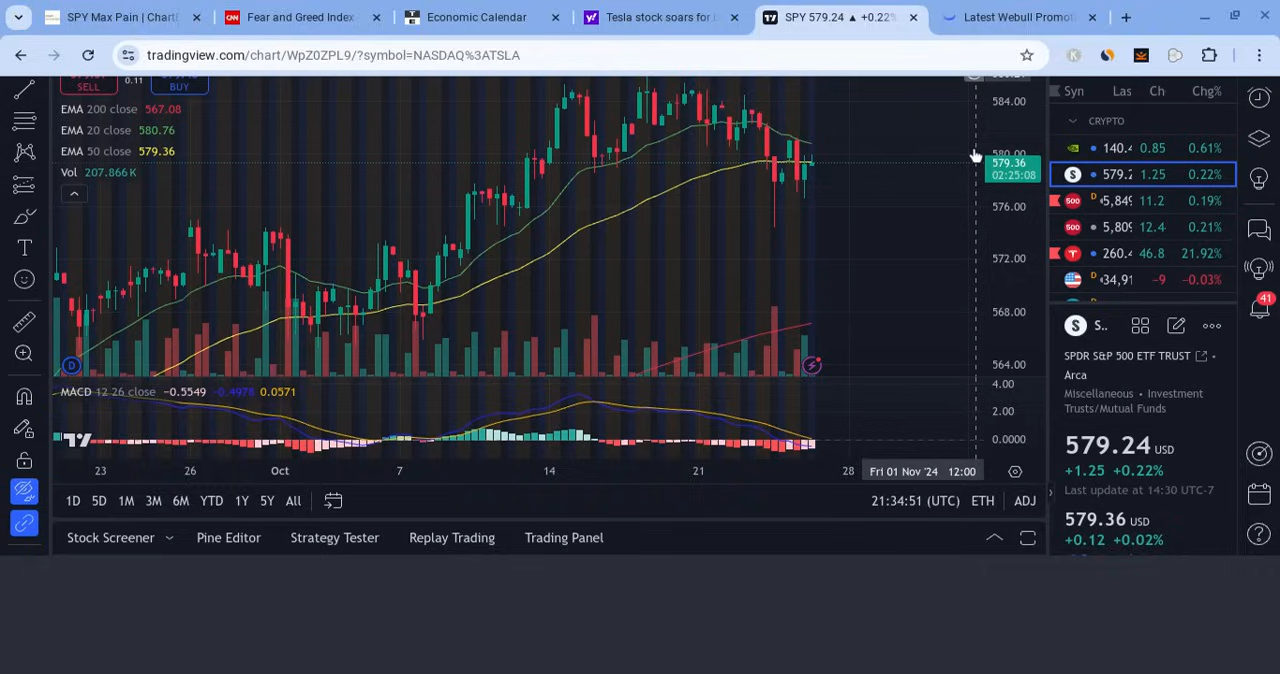 SPY Max Pain | Chart(
Fear and Greed Index
Economic Calendar
Tesla stock soars for
SPY 579.24 ▲ +0.22%
Latest Webull Promoti
tradingview.com/chart/WpZ0ZPL9/?symbol=NASDAQ%3ATSLA
SELL
0.11
BUY
EMA 200 close 567.08
EMA 20 close 580.76
EMA 50 close 579.36
Vol 207.866 K
584.00
580.00
579.36
02:25:08
576.00
572.00
568.00
564.00
D
MACD 12 26 close −0.5549 −0.4978 0.0571
4.00
2.00
0.0000
23 26 Oct 7 14 21 28 Fri 01 Nov '24 12:00
1D 5D 1M 3M 6M YTD 1Y 5Y All
21:34:51 (UTC) ETH ADJ
Stock Screener Pine Editor Strategy Tester Replay Trading Trading Panel
Syn Las Ch Chg%
CRYPTO
140.4 0.85 0.61%
S 579.2 1.25 0.22%
500 D 5,849 11.2 0.19%
500 5,809 12.4 0.21%
T D 260.4 46.8 21.92%
D 34,91 −9 −0.03%
S S..
SPDR S&P 500 ETF TRUST
Arca
Miscellaneous • Investment
Trusts/Mutual Funds
579.24 USD
+1.25 +0.22%
Last update at 14:30 UTC-7
579.36 USD
+0.12 +0.02%
41